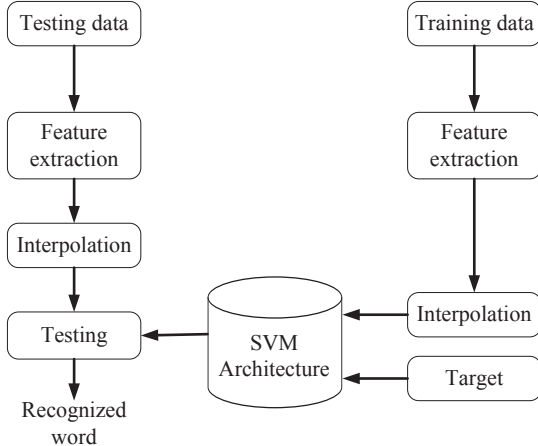 Testing data
Training data
Feature
extraction
Feature
extraction
Interpolation
Interpolation
Testing
SVM
Architecture
Target
Recognized
word